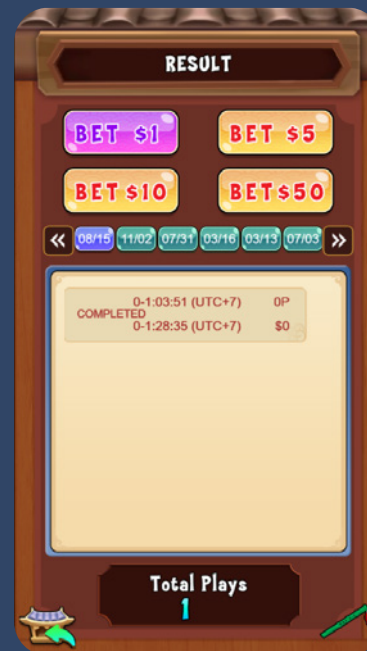 RESULT
BET $1 BET $5
BET $10 BET $50
08/15 11/02 07/31 03/16 03/13 07/03
0-1:03:51 (UTC+7) 0P
COMPLETED
0-1:28:35 (UTC+7) $0
Total Plays
1